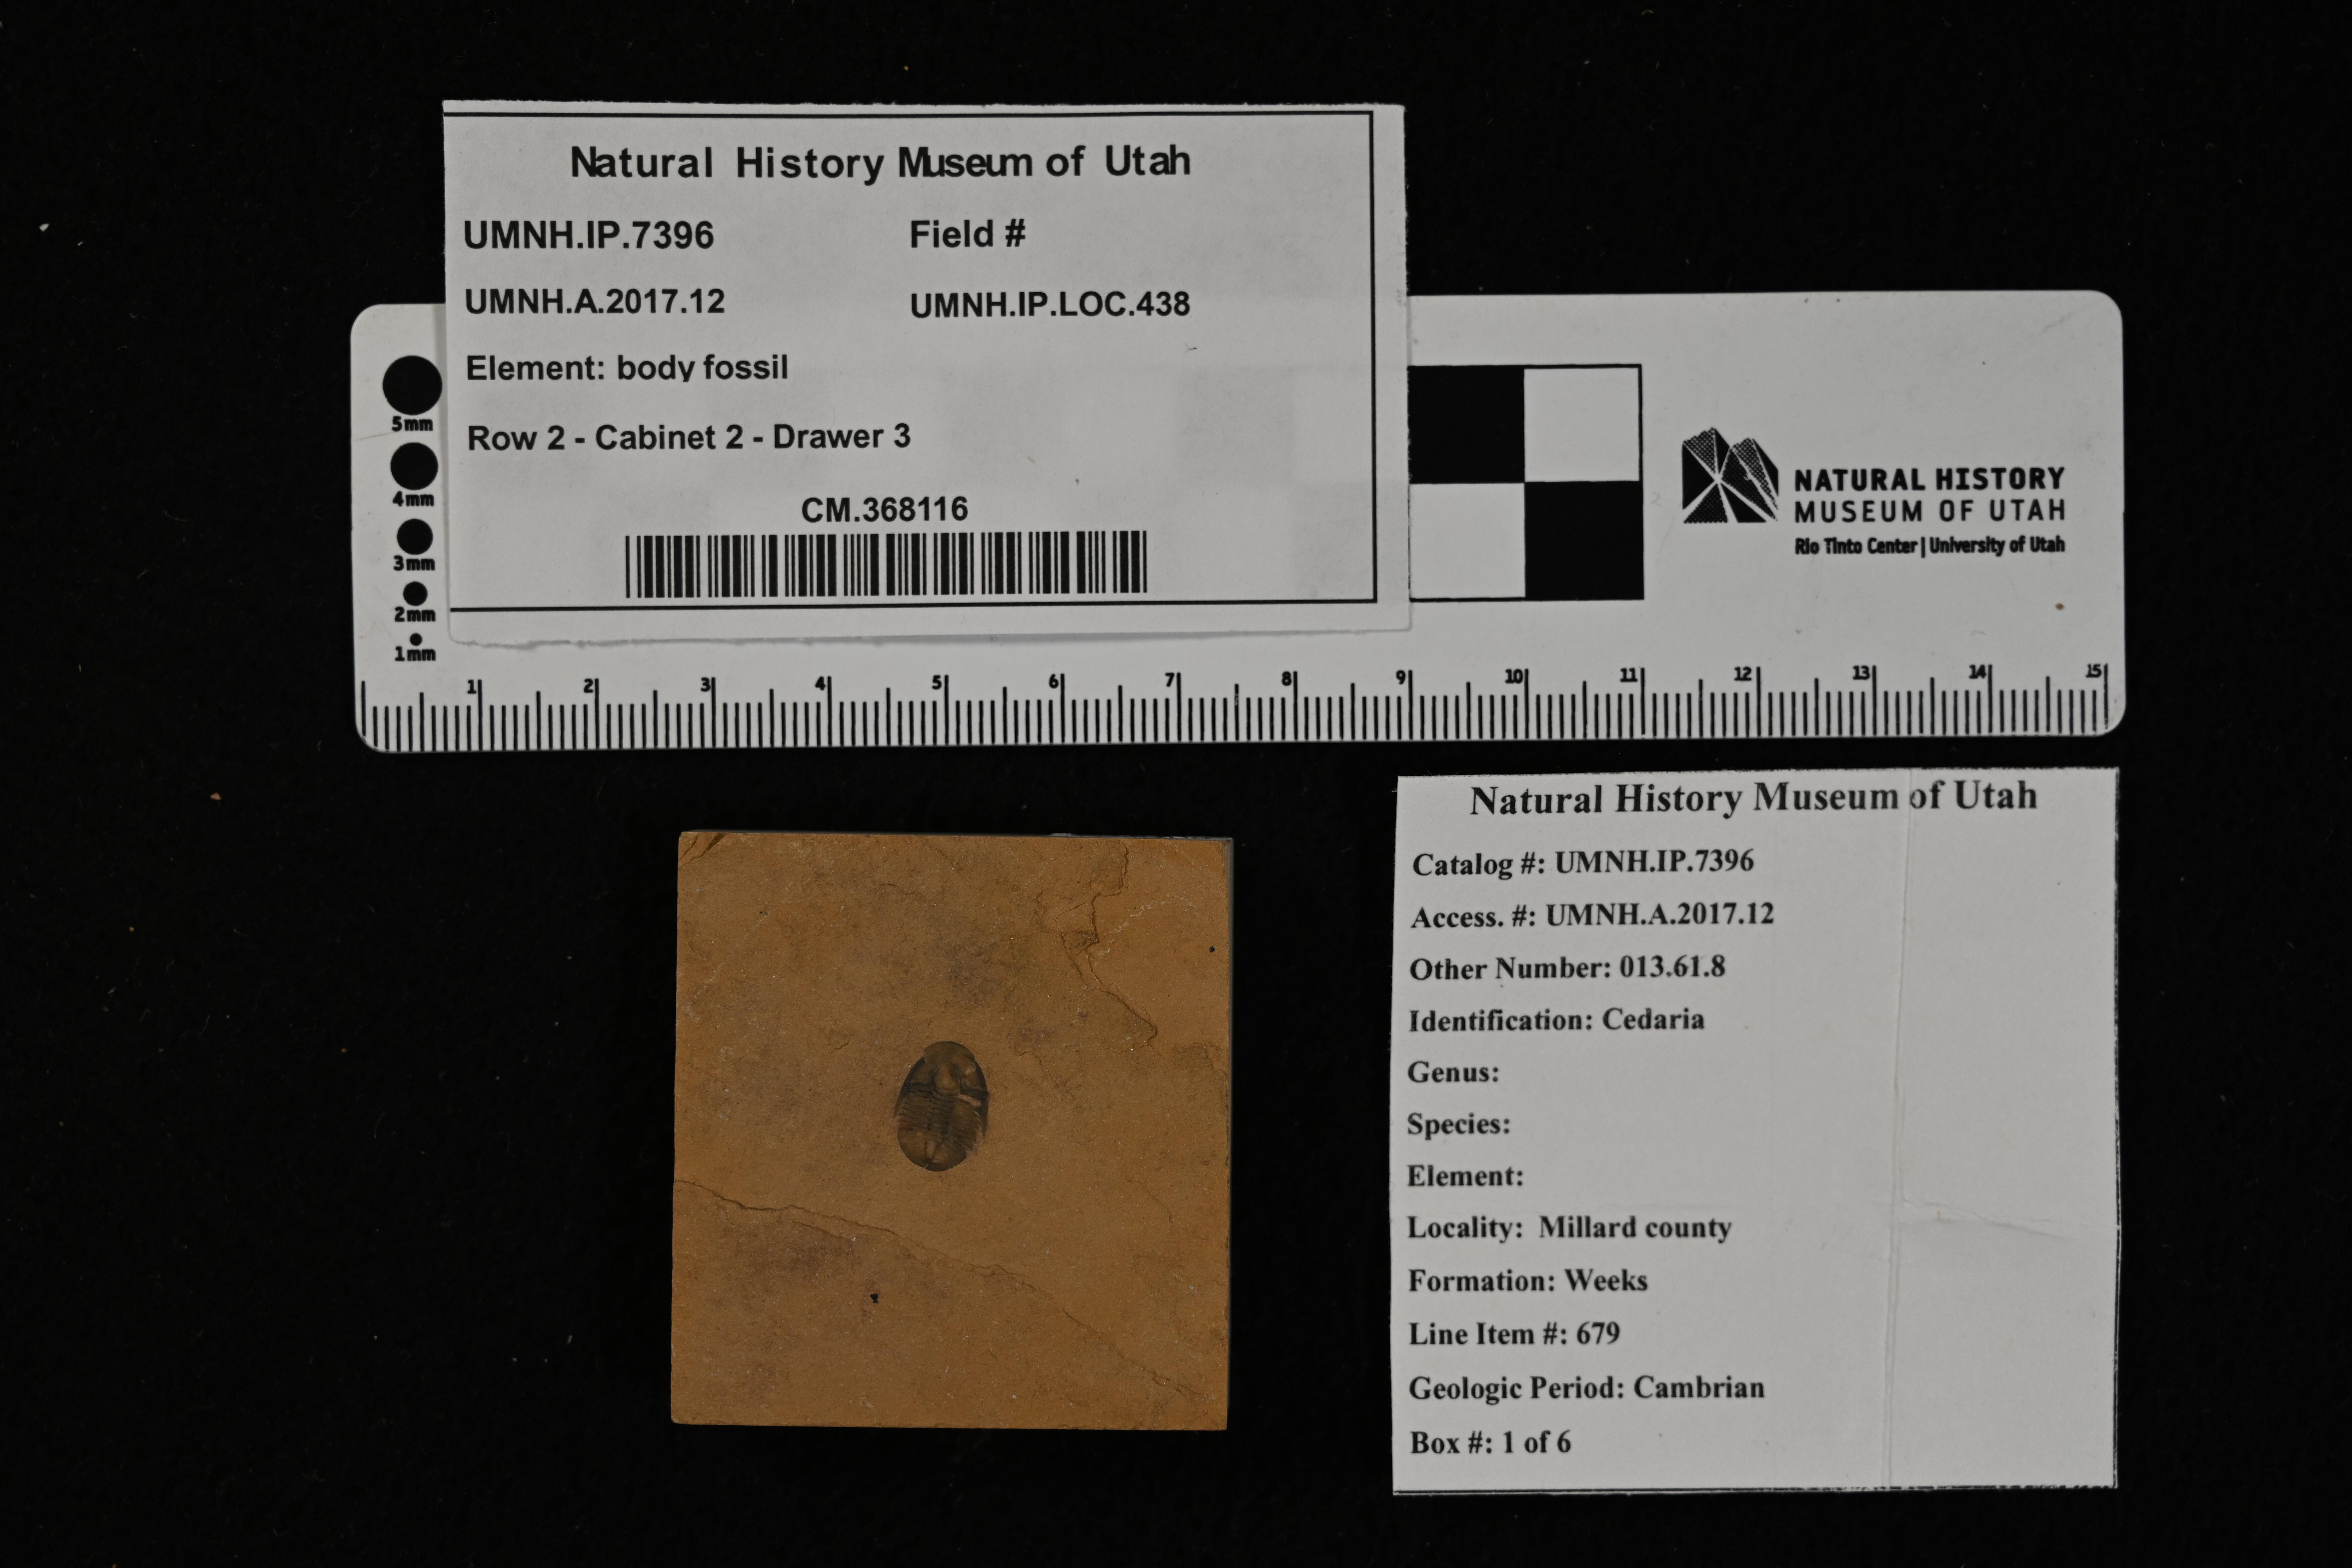 Natural History Museum of Utah
UMNH.IP.7396 Field #
UMNH.A.2017.12 UMNH.IP.LOC.438
Element: body fossil
Row 2 - Cabinet 2 - Drawer 3
CM.368116
5mm
4mm
3mm
2mm
1mm
NATURAL HISTORY
MUSEUM OF UTAH
Rio Tinto Center | University of Utah
1 2 3 4 5 6 7 8 9 10 11 12 13 14 15
Natural History Museum of Utah
Catalog #: UMNH.IP.7396
Access. #: UMNH.A.2017.12
Other Number: 013.61.8
Identification: Cedaria
Genus:
Species:
Element:
Locality: Millard county
Formation: Weeks
Line Item #: 679
Geologic Period: Cambrian
Box #: 1 of 6